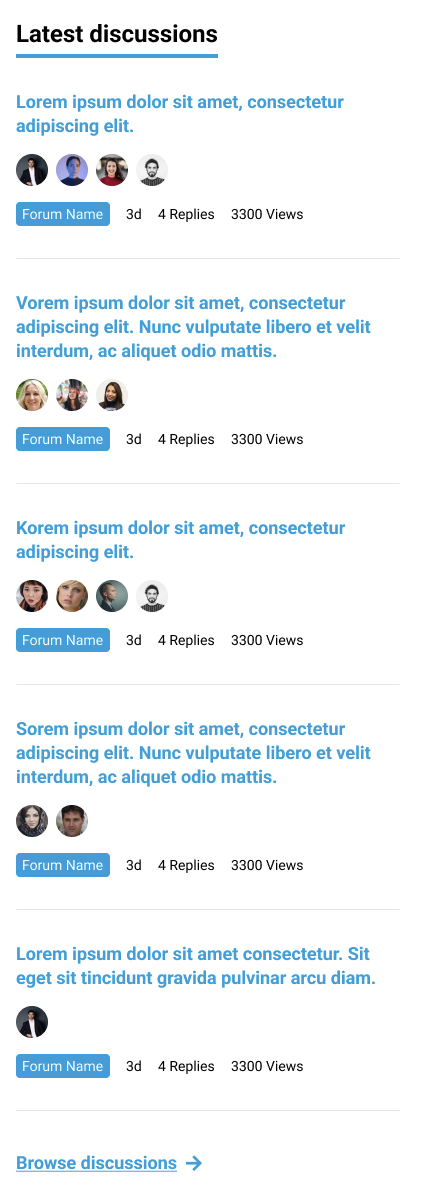 Latest discussions
Lorem ipsum dolor sit amet, consectetur
adipiscing elit.
Forum Name 3d 4 Replies 3300 Views
Vorem ipsum dolor sit amet, consectetur
adipiscing elit. Nunc vulputate libero et velit
interdum, ac aliquet odio mattis.
Forum Name 3d 4 Replies 3300 Views
Korem ipsum dolor sit amet, consectetur
adipiscing elit.
Forum Name 3d 4 Replies 3300 Views
Sorem ipsum dolor sit amet, consectetur
adipiscing elit. Nunc vulputate libero et velit
interdum, ac aliquet odio mattis.
Forum Name 3d 4 Replies 3300 Views
Lorem ipsum dolor sit amet consectetur. Sit
eget sit tincidunt gravida pulvinar arcu diam.
Forum Name 3d 4 Replies 3300 Views
Browse discussions →